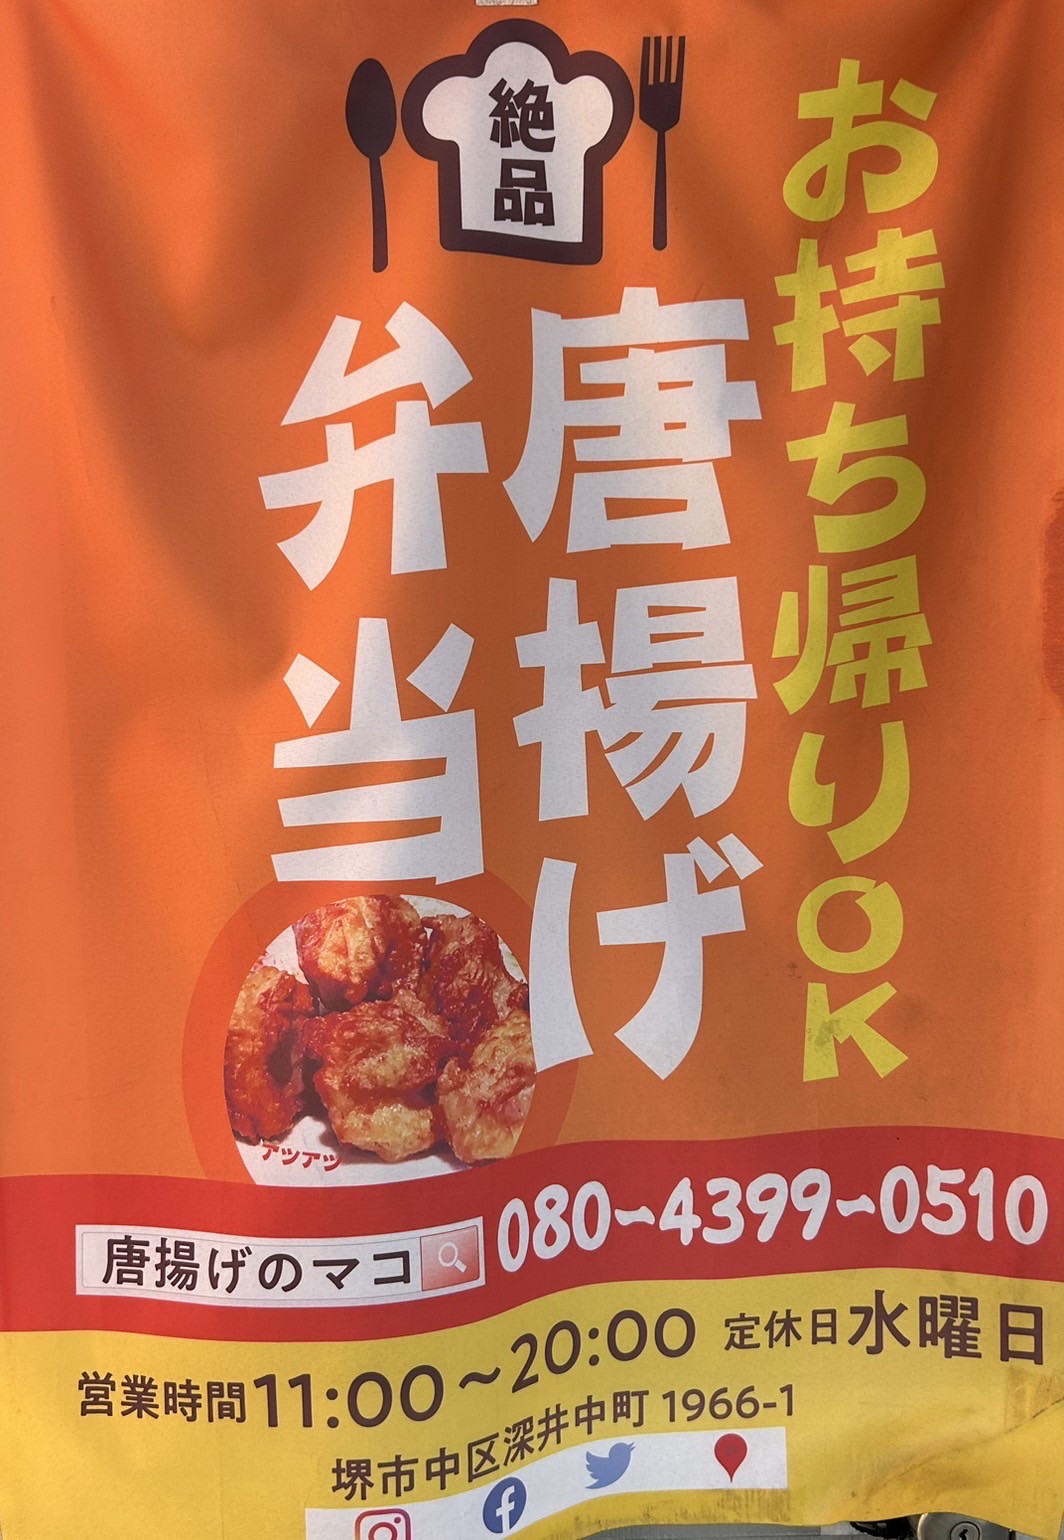 絶品
お持ち帰りOK
唐揚げ
弁当
アツアツ
080-4399-0510
唐揚げのマコ
営業時間11:00～20:00 定休日水曜日
堺市中区深井中町1966-1